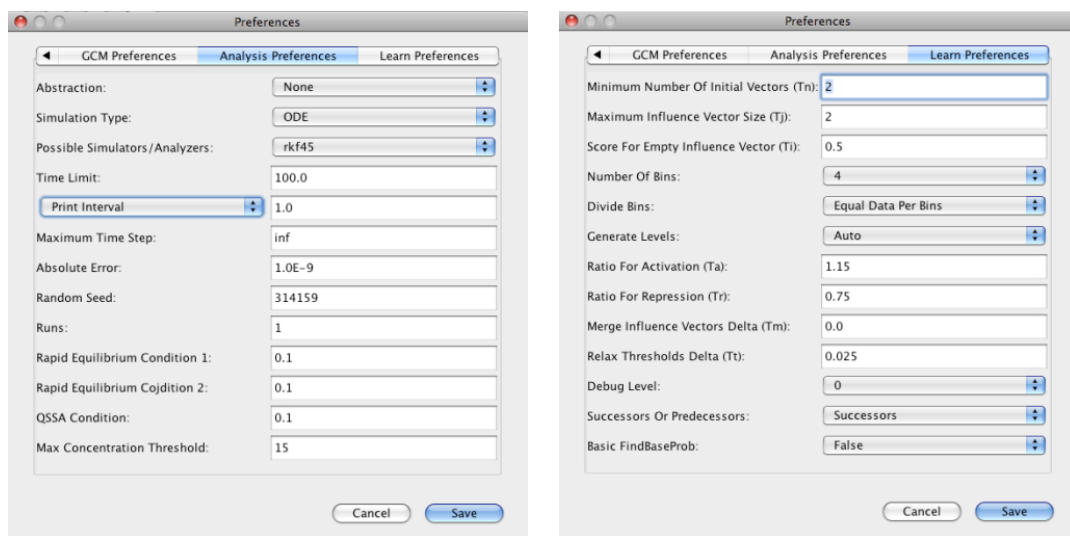 Preferences
GCM Preferences Analysis Preferences Learn Preferences
Abstraction: None
Simulation Type: ODE
Possible Simulators/Analyzers: rkf45
Time Limit: 100.0
Print Interval 1.0
Maximum Time Step: inf
Absolute Error: 1.0E-9
Random Seed: 314159
Runs: 1
Rapid Equilibrium Condition 1: 0.1
Rapid Equilibrium Cojdition 2: 0.1
QSSA Condition: 0.1
Max Concentration Threshold: 15
Cancel Save
Preferences
GCM Preferences Analysis Preferences Learn Preferences
Minimum Number Of Initial Vectors (Tn): 2
Maximum Influence Vector Size (Tj): 2
Score For Empty Influence Vector (Ti): 0.5
Number Of Bins: 4
Divide Bins: Equal Data Per Bins
Generate Levels: Auto
Ratio For Activation (Ta): 1.15
Ratio For Repression (Tr): 0.75
Merge Influence Vectors Delta (Tm): 0.0
Relax Thresholds Delta (Tt): 0.025
Debug Level: 0
Successors Or Predecessors: Successors
Basic FindBaseProb: False
Cancel Save